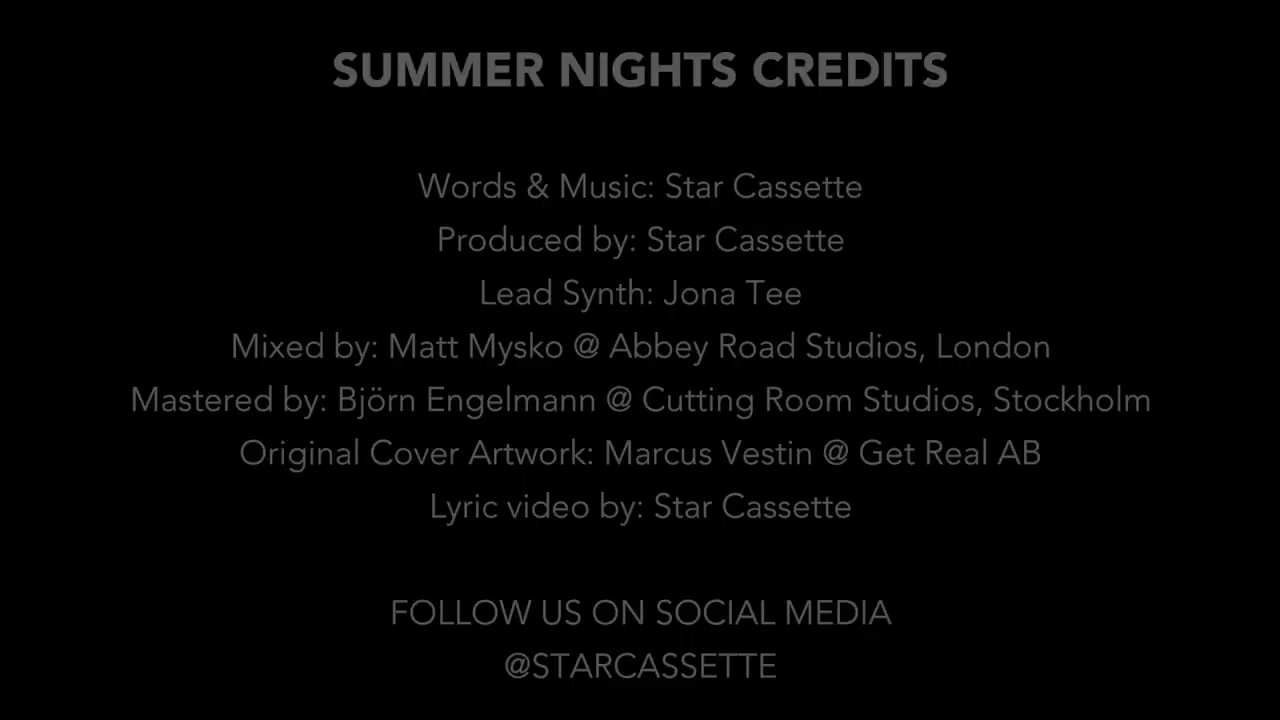 SUMMER NIGHTS CREDITS
Words & Music: Star Cassette
Produced by: Star Cassette
Lead Synth: Jona Tee
Mixed by: Matt Mysko @ Abbey Road Studios, London
Mastered by: Björn Engelmann @ Cutting Room Studios, Stockholm
Original Cover Artwork: Marcus Vestin @ Get Real AB
Lyric video by: Star Cassette
FOLLOW US ON SOCIAL MEDIA
@STARCASSETTE